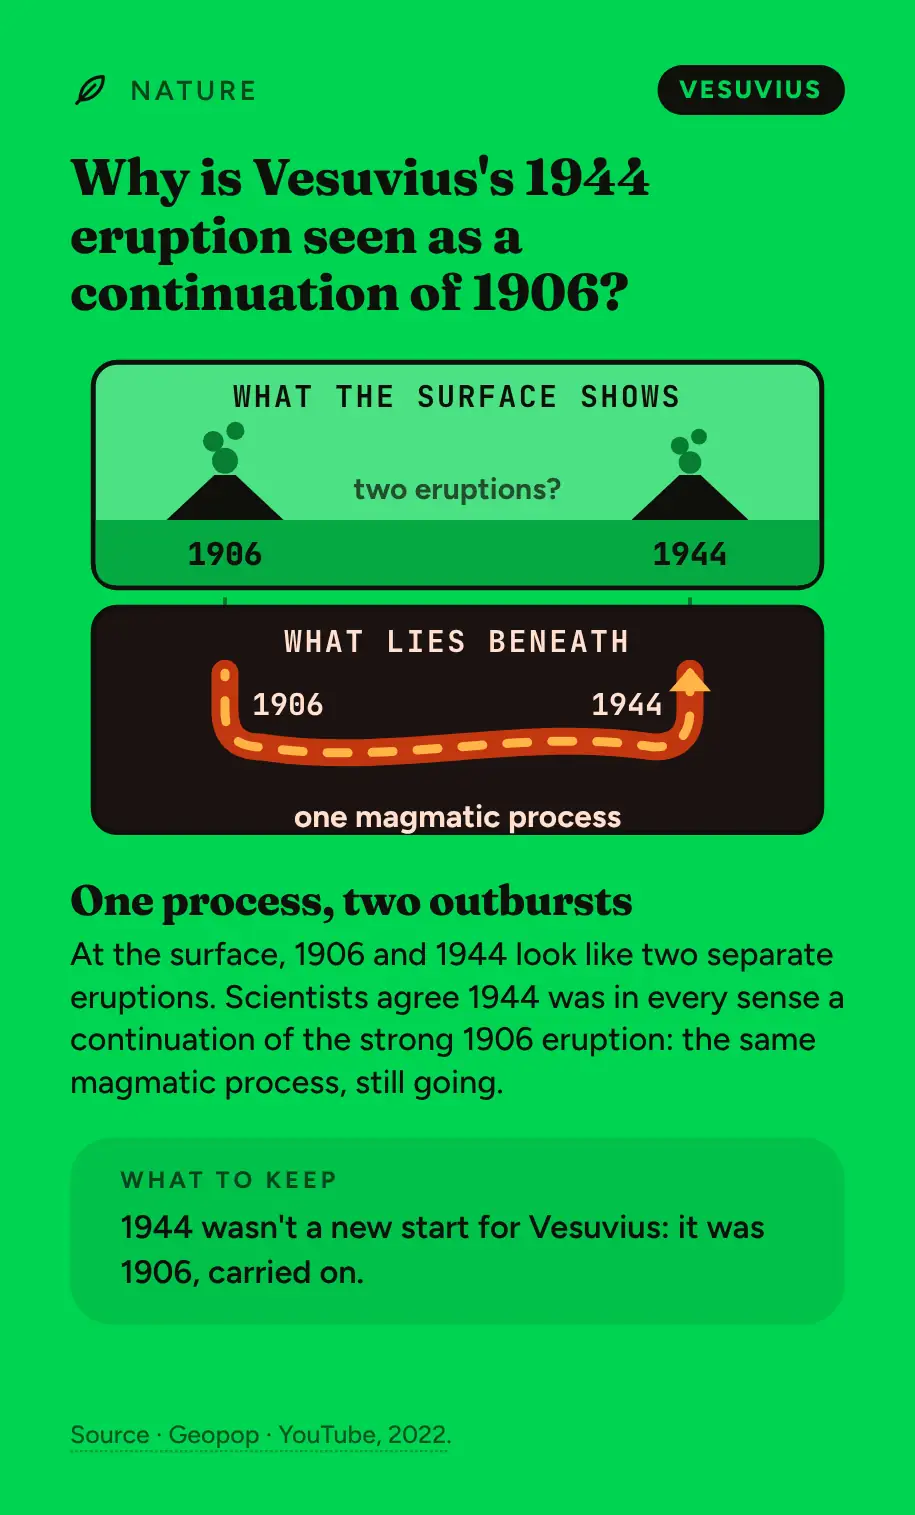 NATURE
VESUVIUS
Why is Vesuvius's 1944
eruption seen as a
continuation of 1906?
WHAT THE SURFACE SHOWS
two eruptions?
1906
1944
WHAT LIES BENEATH
1906
1944
one magmatic process
One process, two outbursts
At the surface, 1906 and 1944 look like two separate
eruptions. Scientists agree 1944 was in every sense a
continuation of the strong 1906 eruption: the same
magmatic process, still going.
WHAT TO KEEP
1944 wasn't a new start for Vesuvius: it was
1906, carried on.
Source · Geopop · YouTube, 2022.